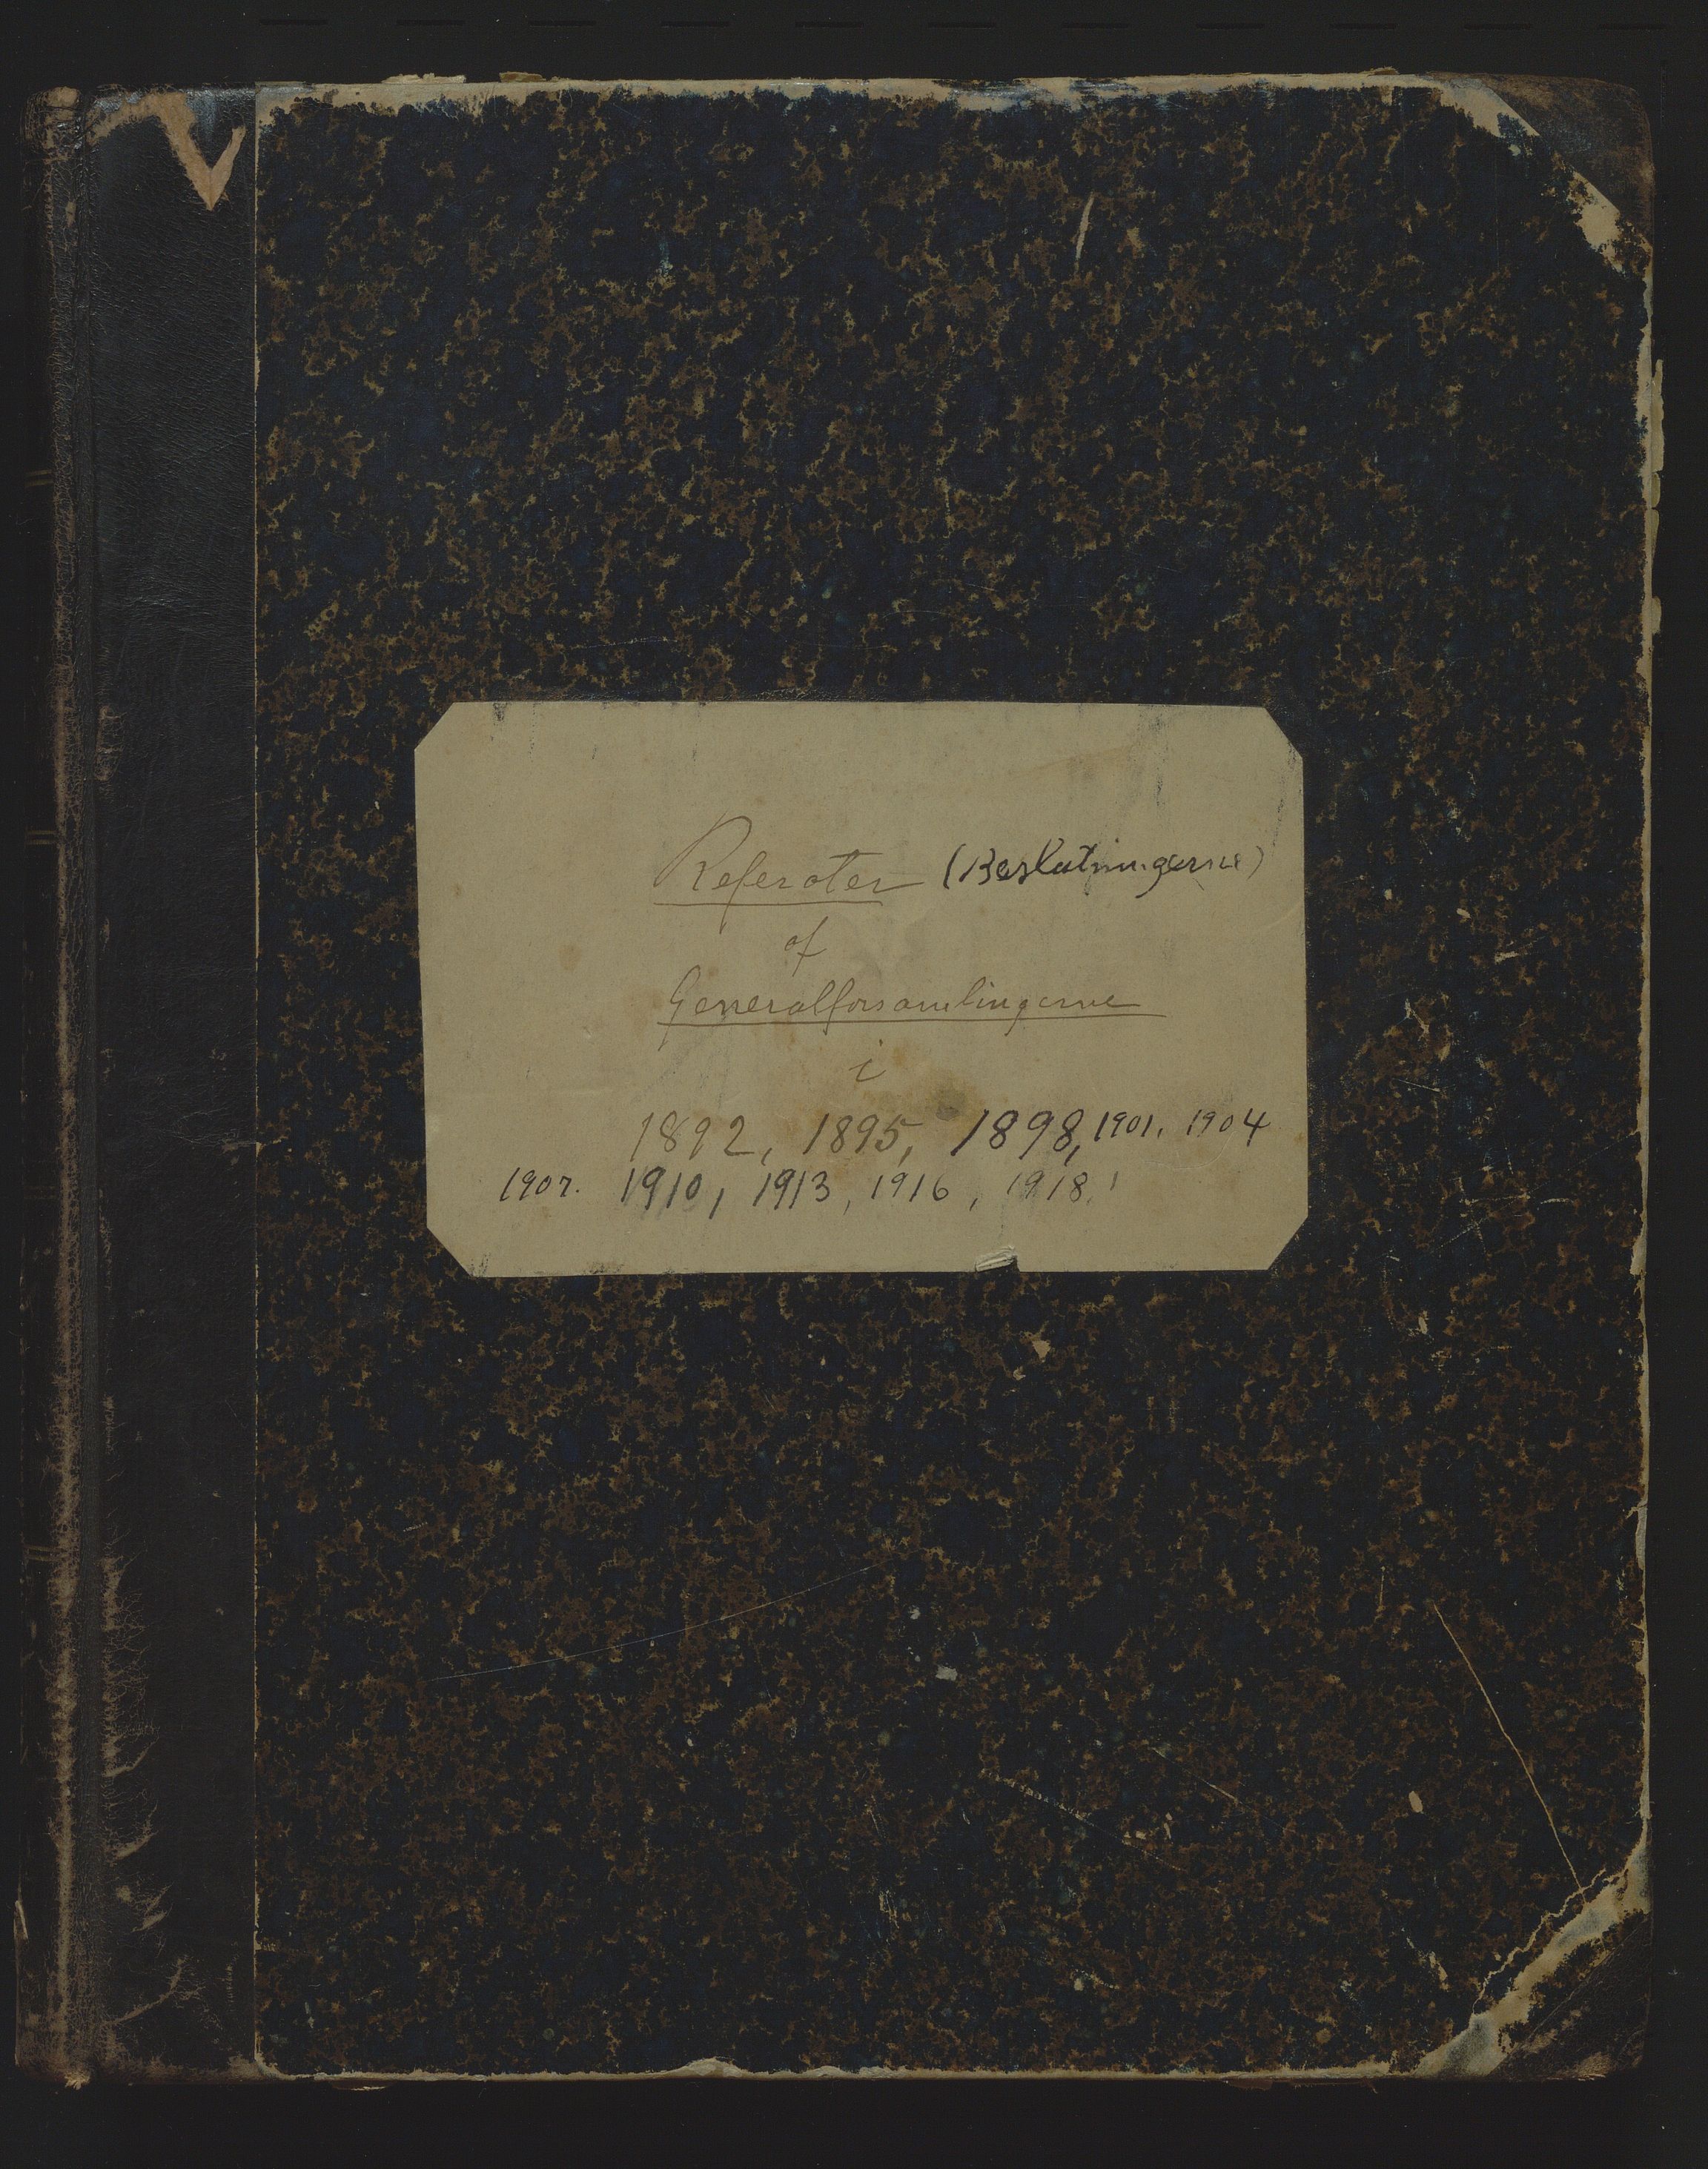 Referater (Beslutningerne)
af
Generalforsamlingerne
i
1892, 1895, 1898, 1901, 1904
1907. 1910, 1913, 1916, 1918.